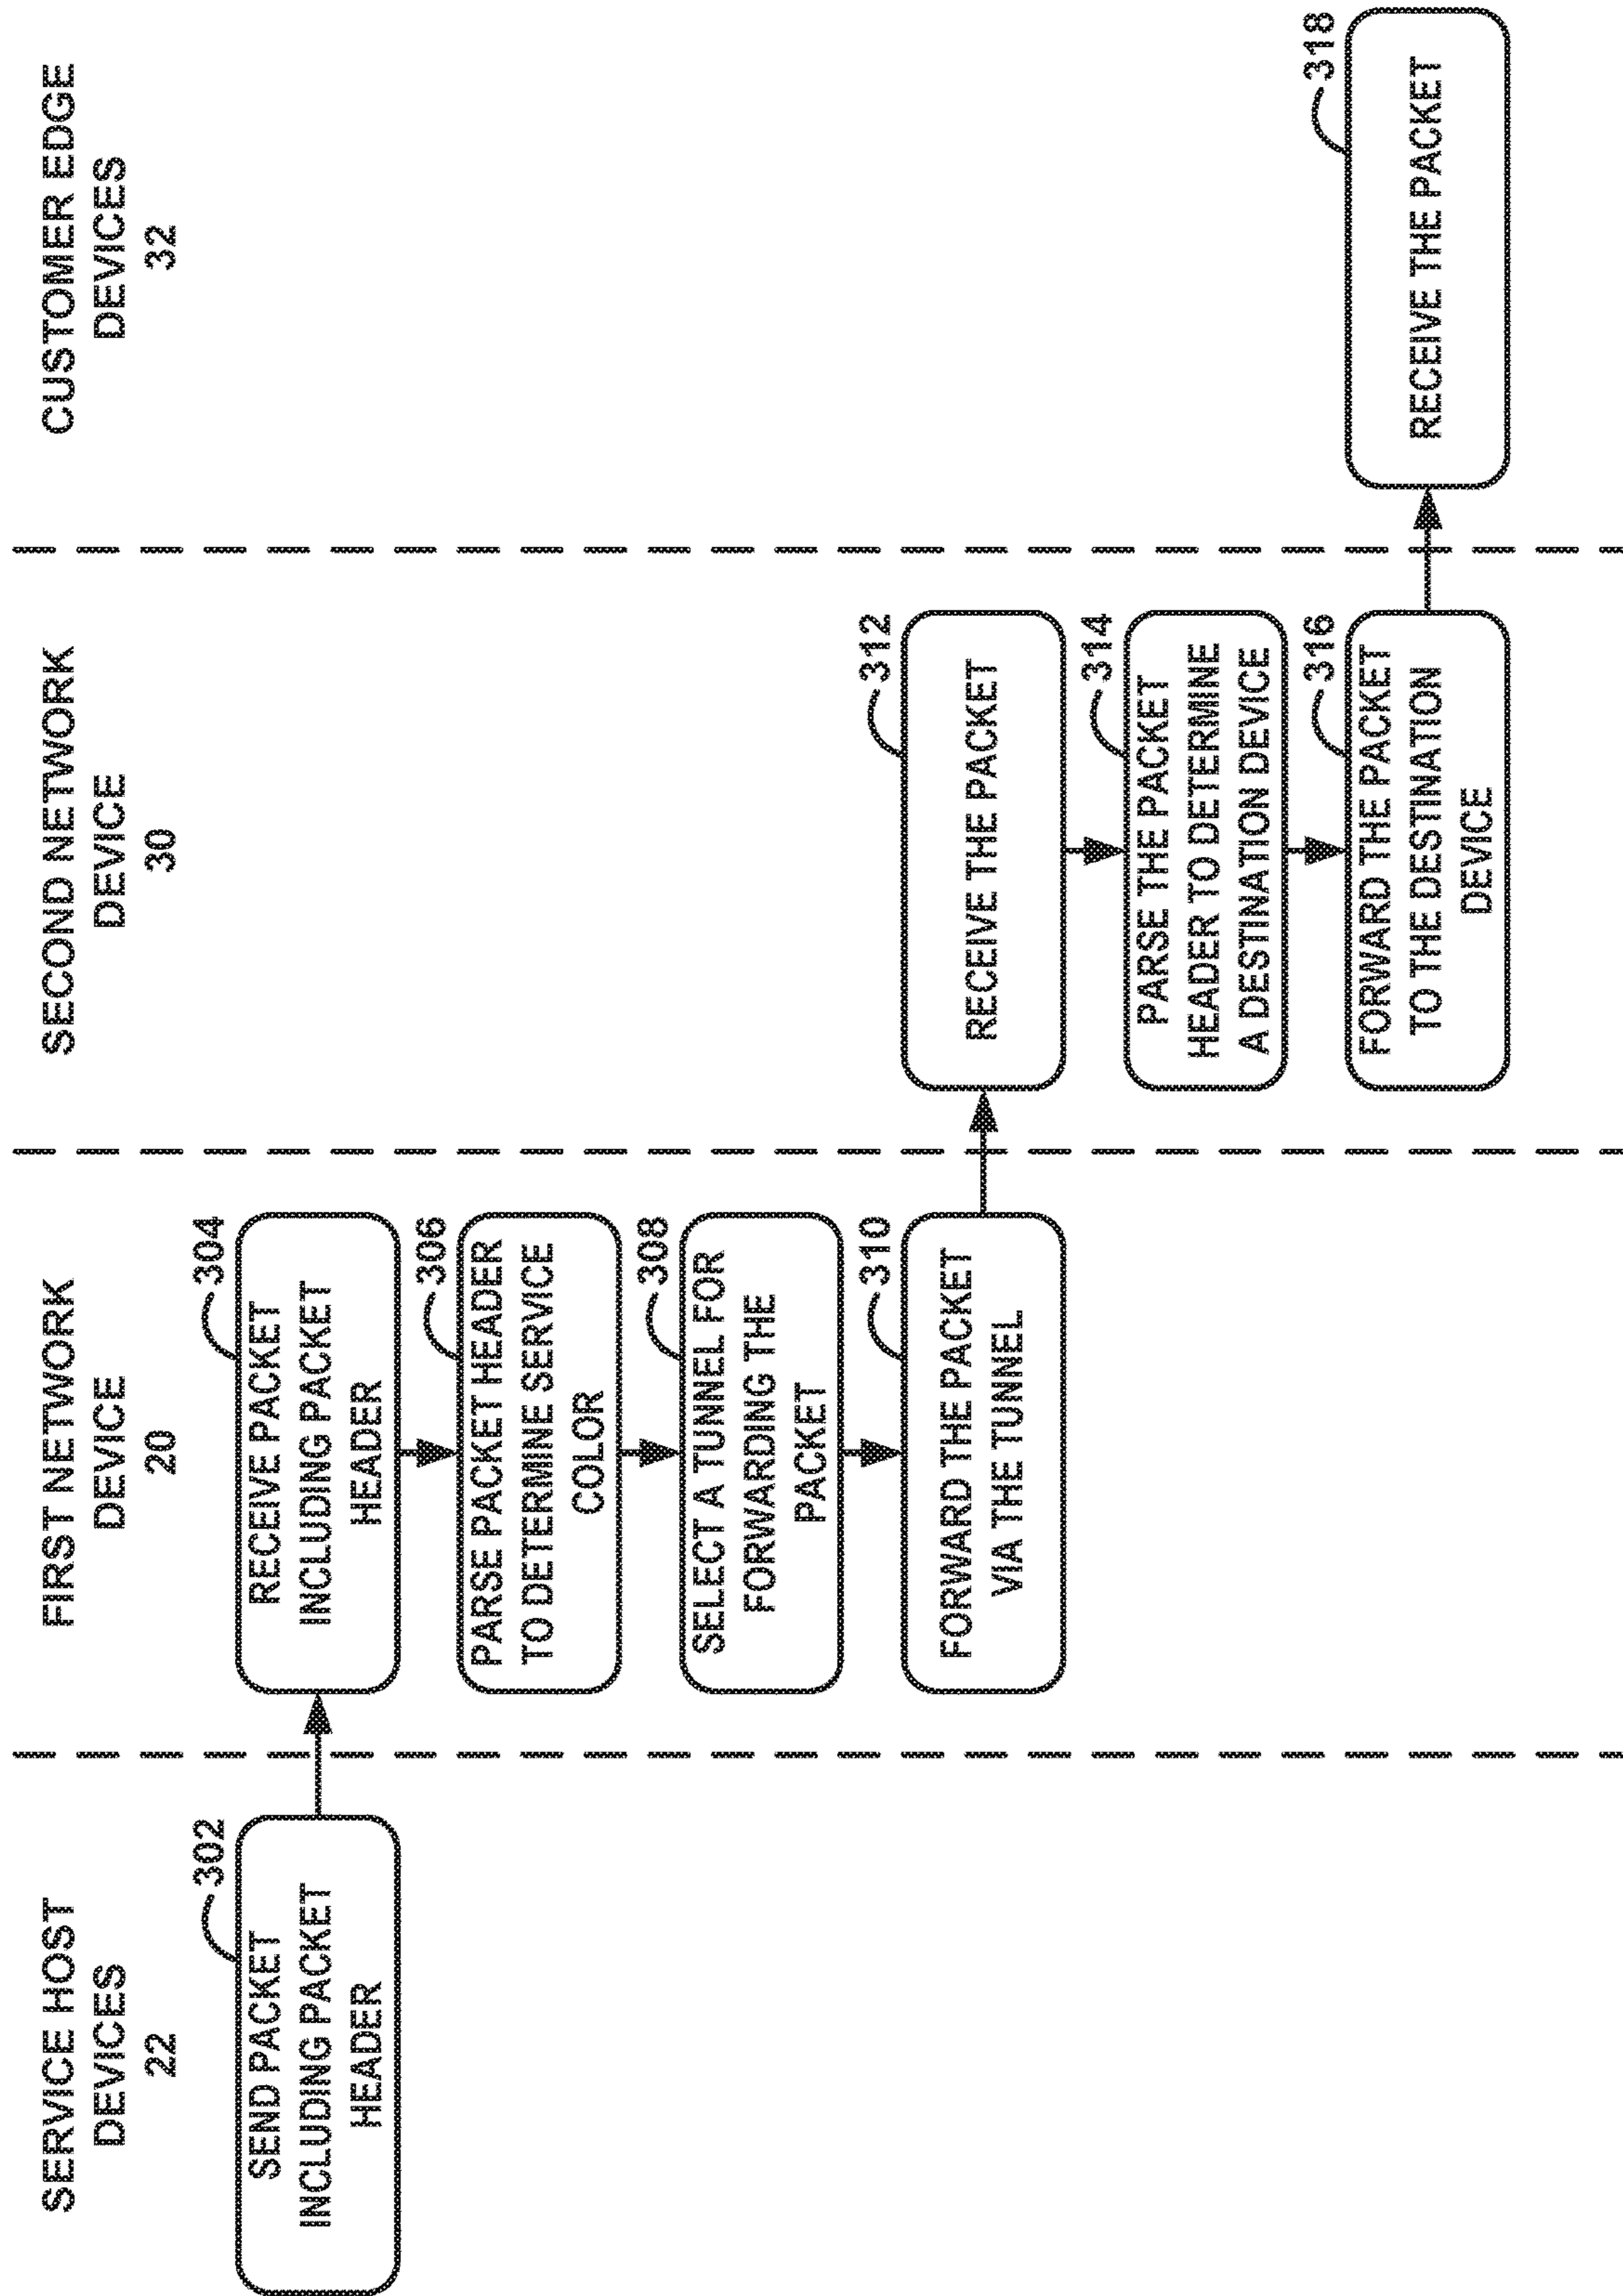 SERVICE HOST
DEVICES
22
FIRST NETWORK
DEVICE
20
SECOND NETWORK
DEVICE
30
CUSTOMER EDGE
DEVICES
32
302
SEND PACKET
INCLUDING PACKET
HEADER
304
RECEIVE PACKET
INCLUDING PACKET
HEADER
306
PARSE PACKET HEADER
TO DETERMINE SERVICE
COLOR
308
SELECT A TUNNEL FOR
FORWARDING THE
PACKET
310
FORWARD THE PACKET
VIA THE TUNNEL
312
RECEIVE THE PACKET
314
PARSE THE PACKET
HEADER TO DETERMINE
A DESTINATION DEVICE
316
FORWARD THE PACKET
TO THE DESTINATION
DEVICE
318
RECEIVE THE PACKET